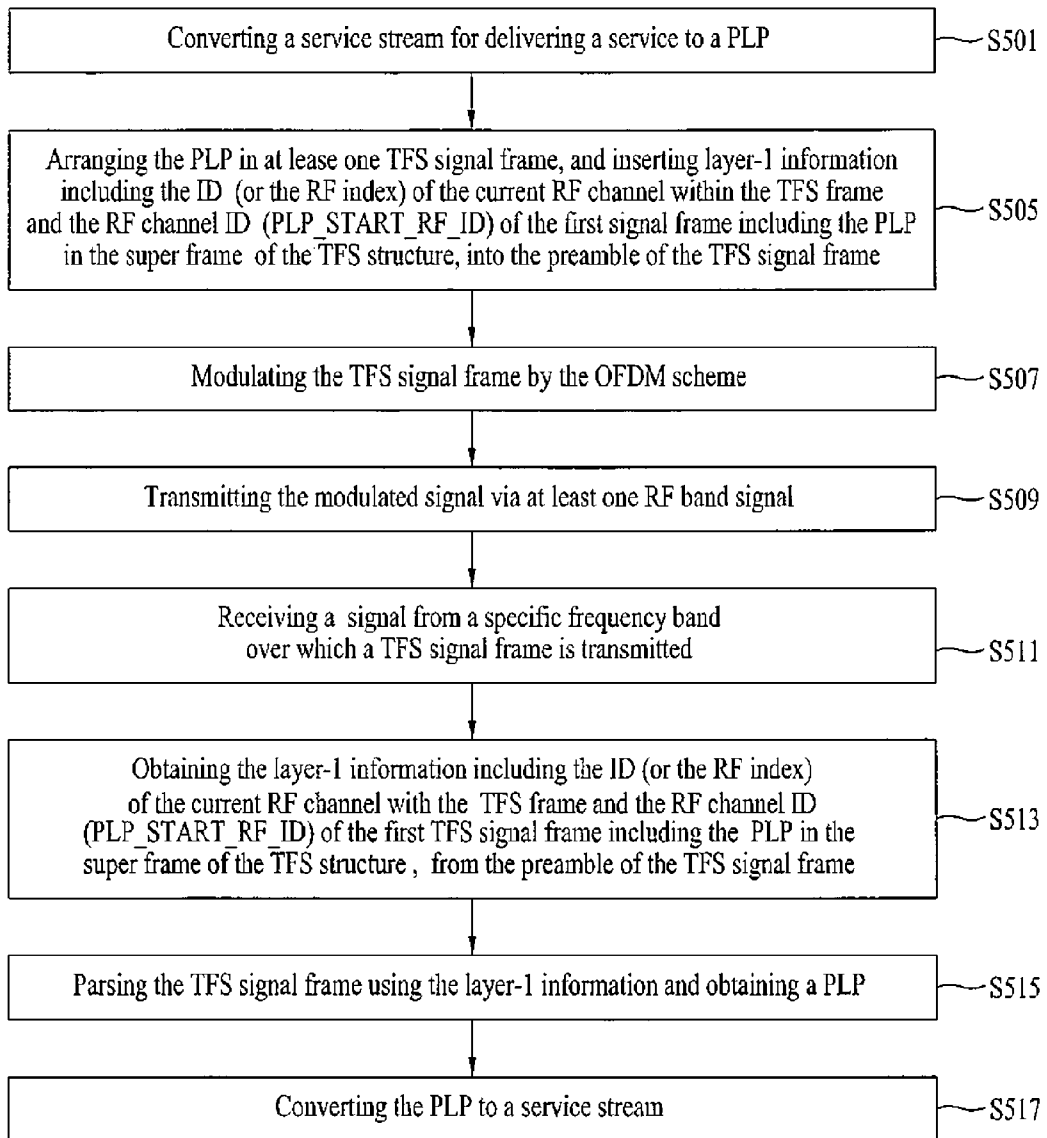 Converting a service stream for delivering a service to a PLP
S501
Arranging the PLP in at lease one TFS signal frame, and inserting layer-1 information
including the ID (or the RF index) of the current RF channel within the TFS frame
and the RF channel ID (PLP_START_RF_ID) of the first signal frame including the PLP
in the super frame of the TFS structure, into the preamble of the TFS signal frame
S505
Modulating the TFS signal frame by the OFDM scheme
S507
Transmitting the modulated signal via at least one RF band signal
S509
Receiving a signal from a specific frequency band
over which a TFS signal frame is transmitted
S511
Obtaining the layer-1 information including the ID (or the RF index)
of the current RF channel with the TFS frame and the RF channel ID
(PLP_START_RF_ID) of the first TFS signal frame including the PLP in the
super frame of the TFS structure , from the preamble of the TFS signal frame
S513
Parsing the TFS signal frame using the layer-1 information and obtaining a PLP
S515
Converting the PLP to a service stream
S517